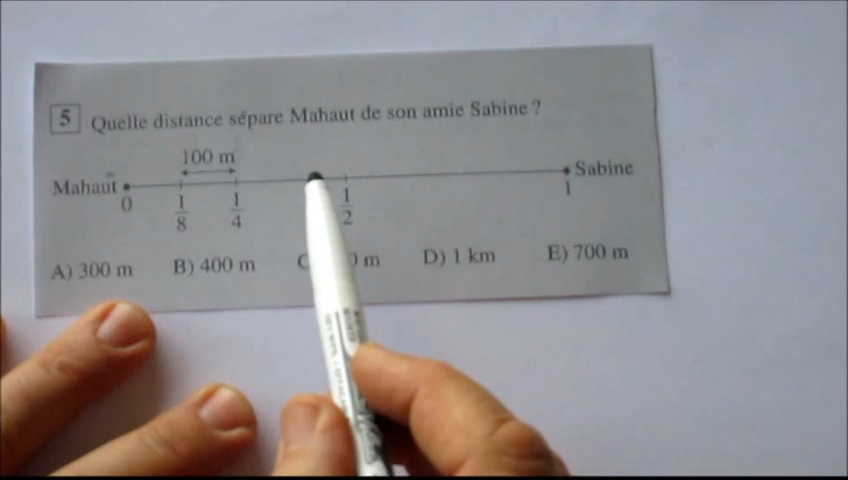 5 Quelle distance sépare Mahaut de son amie Sabine ?
100 m
Mahaut Sabine
0 1/8 1/4 1/2 1
A) 300 m B) 400 m C m D) 1 km E) 700 m